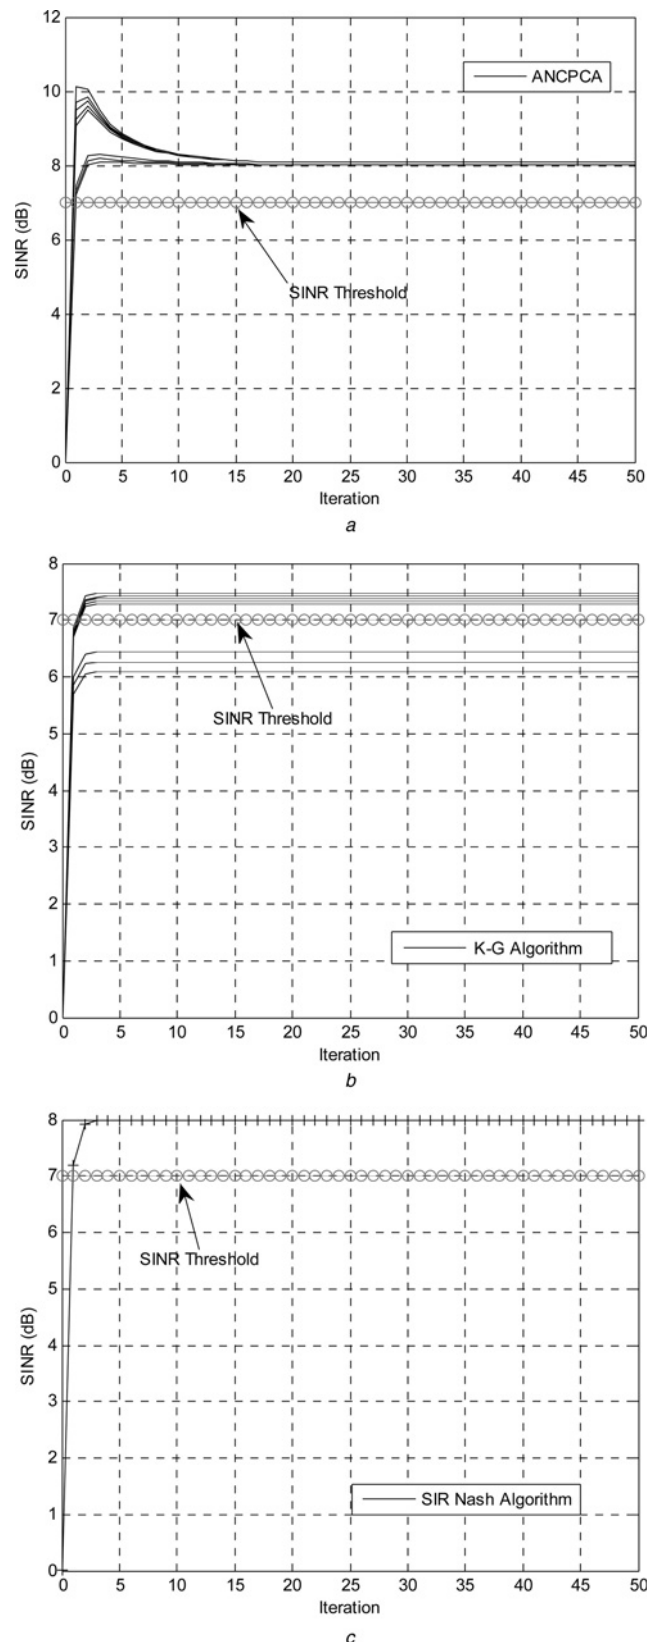 12
10
8
6
4
2
0
SINR (dB)
ANCPCA
SINR Threshold
0 5 10 15 20 25 30 35 40 45 50
Iteration
a
8
7
6
5
4
3
2
1
0
SINR (dB)
SINR Threshold
K-G Algorithm
0 5 10 15 20 25 30 35 40 45 50
Iteration
b
8
7
6
5
4
3
2
1
0
SINR (dB)
SINR Threshold
SIR Nash Algorithm
0 5 10 15 20 25 30 35 40 45 50
Iteration
c